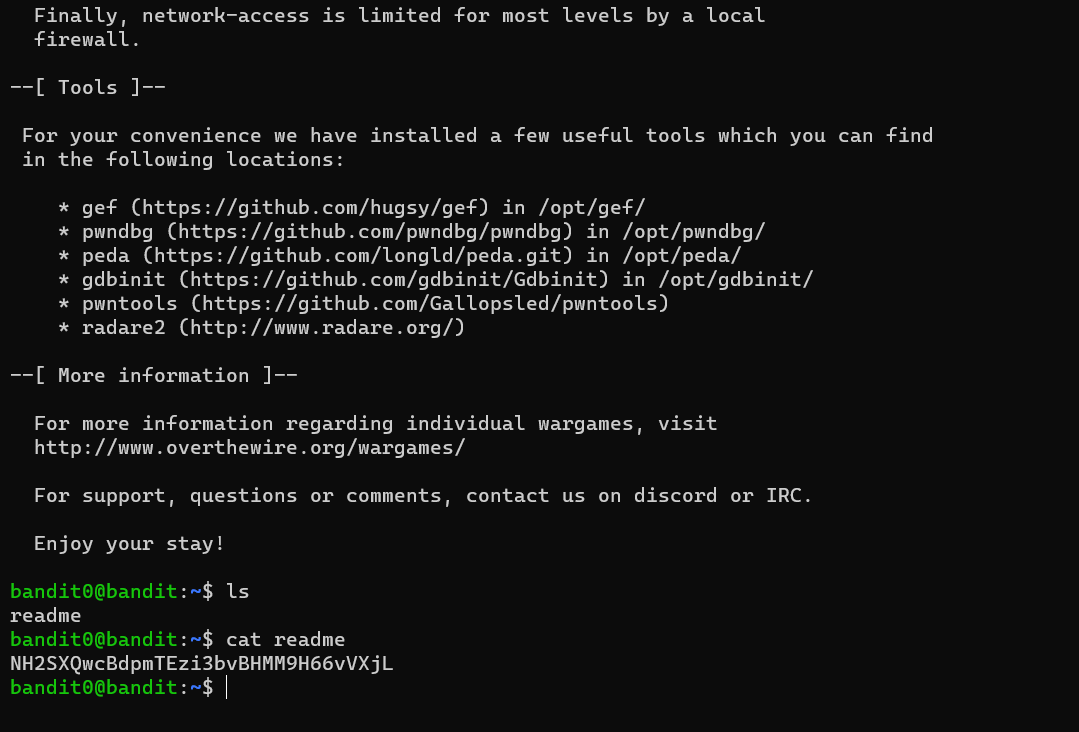 Finally, network-access is limited for most levels by a local
firewall.
--[ Tools ]--
For your convenience we have installed a few useful tools which you can find
in the following locations:
* gef (https://github.com/hugsy/gef) in /opt/gef/
* pwndbg (https://github.com/pwndbg/pwndbg) in /opt/pwndbg/
* peda (https://github.com/longld/peda.git) in /opt/peda/
* gdbinit (https://github.com/gdbinit/Gdbinit) in /opt/gdbinit/
* pwntools (https://github.com/Gallopsled/pwntools)
* radare2 (http://www.radare.org/)
--[ More information ]--
For more information regarding individual wargames, visit
http://www.overthewire.org/wargames/
For support, questions or comments, contact us on discord or IRC.
Enjoy your stay!
bandit0@bandit:~$ ls
readme
bandit0@bandit:~$ cat readme
NH2SXQwcBdpmTEzi3bvBHMM9H66vVXjL
bandit0@bandit:~$